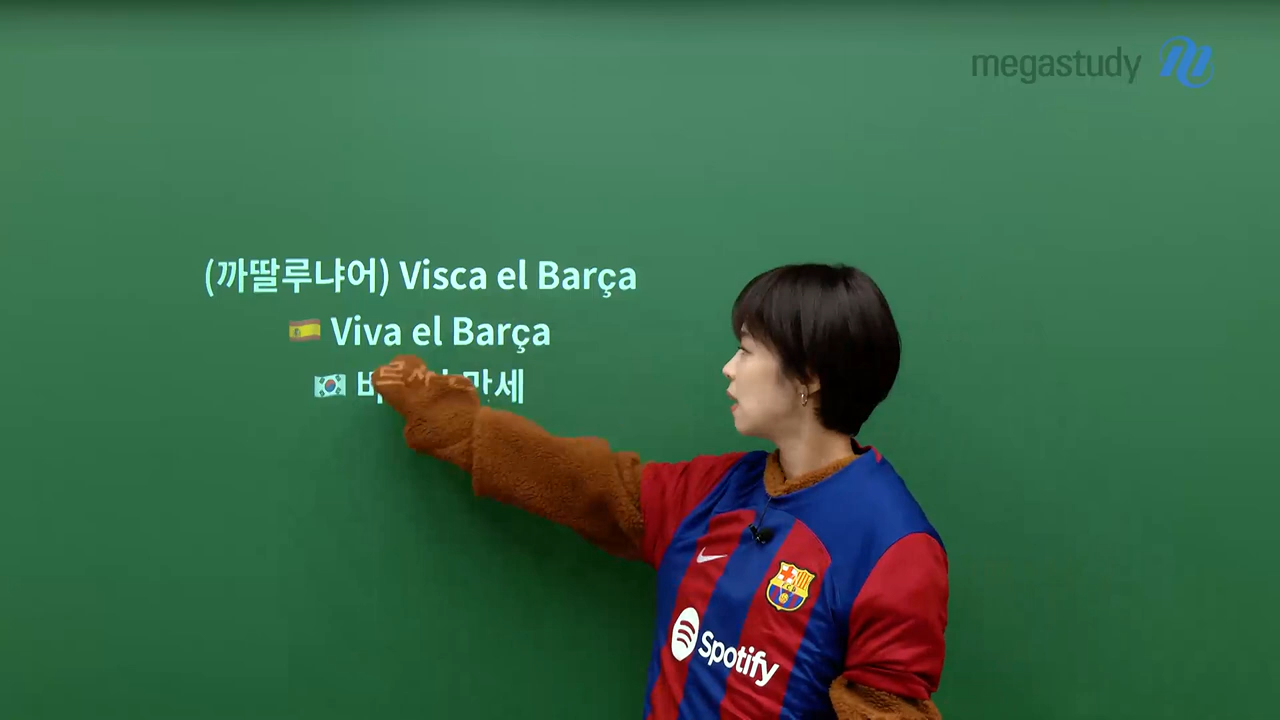 megastudy
(까딸루냐어) Visca el Barça
🇪🇸 Viva el Barça
🇰🇷 만세
Spotify